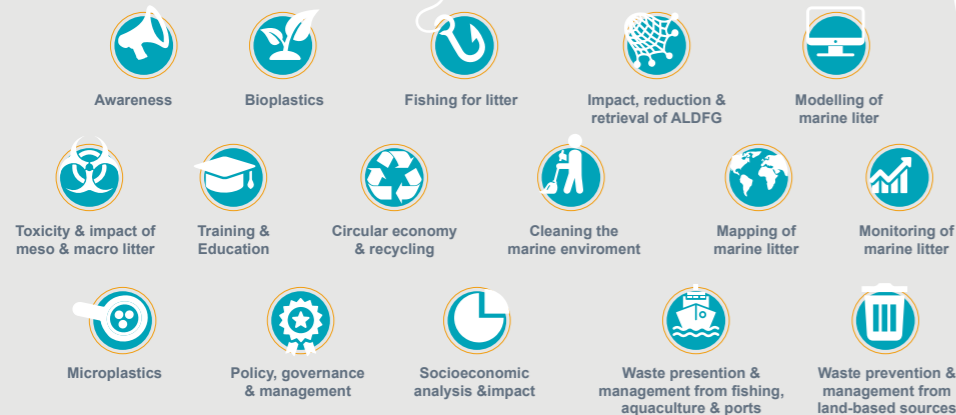 Awareness
Bioplastics
Fishing for litter
Impact, reduction &
retrieval of ALDFG
Modelling of
marine liter
Toxicity & impact of
meso & macro litter
Training &
Education
Circular economy
& recycling
Cleaning the
marine enviroment
Mapping of
marine litter
Monitoring of
marine litter
Microplastics
Policy, governance
& management
Socioeconomic
analysis &impact
Waste presention &
management from fishing,
aquaculture & ports
Waste prevention &
management from
land-based sources